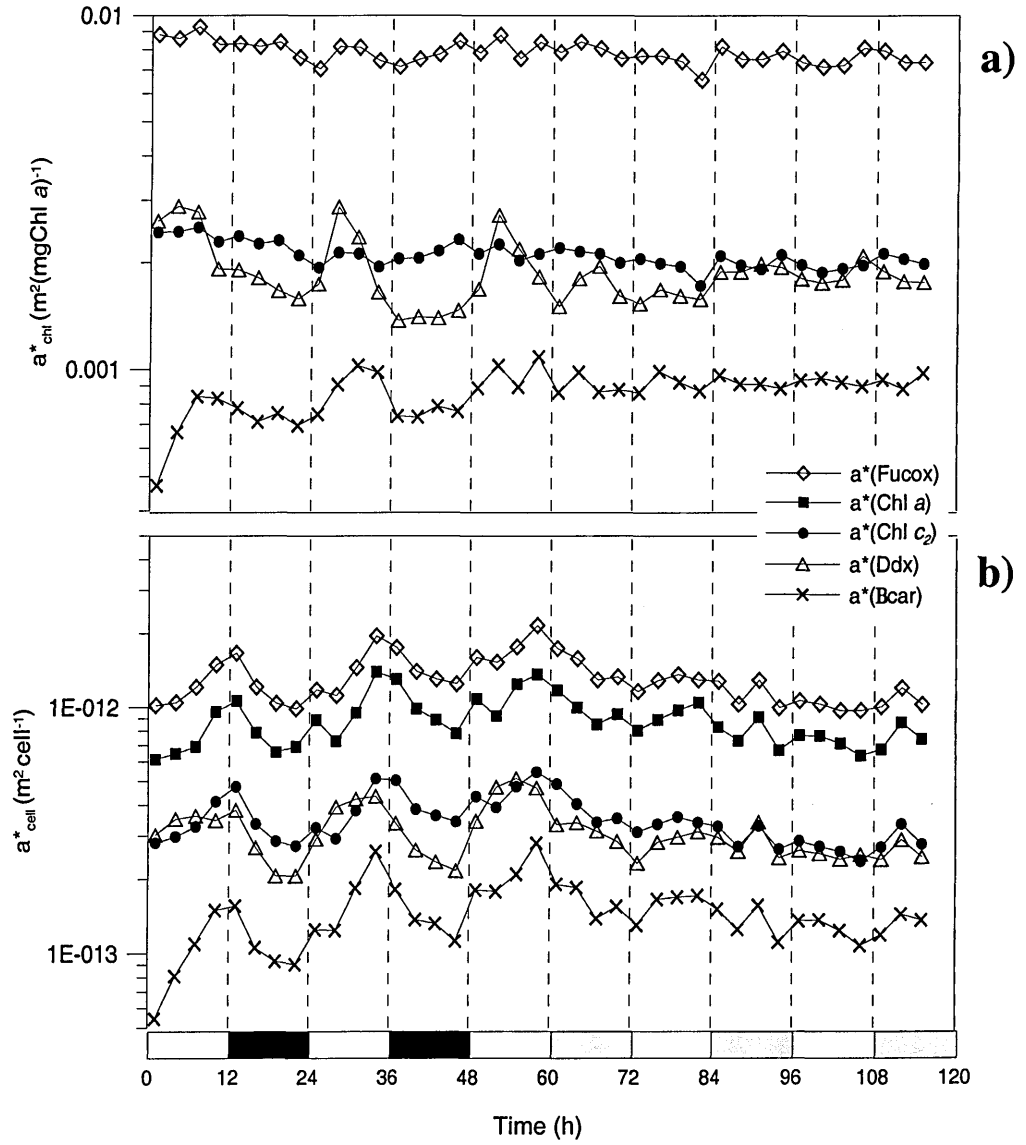 0.01
a)
a*chl (m²(mgChl a)⁻¹)
0.001
a*(Fucox)
a*(Chl a)
a*(Chl c₂)
a*(Ddx)
a*(Bcar)
b)
1E-012
a*cell (m² cell⁻¹)
1E-013
0 12 24 36 48 60 72 84 96 108 120
Time (h)